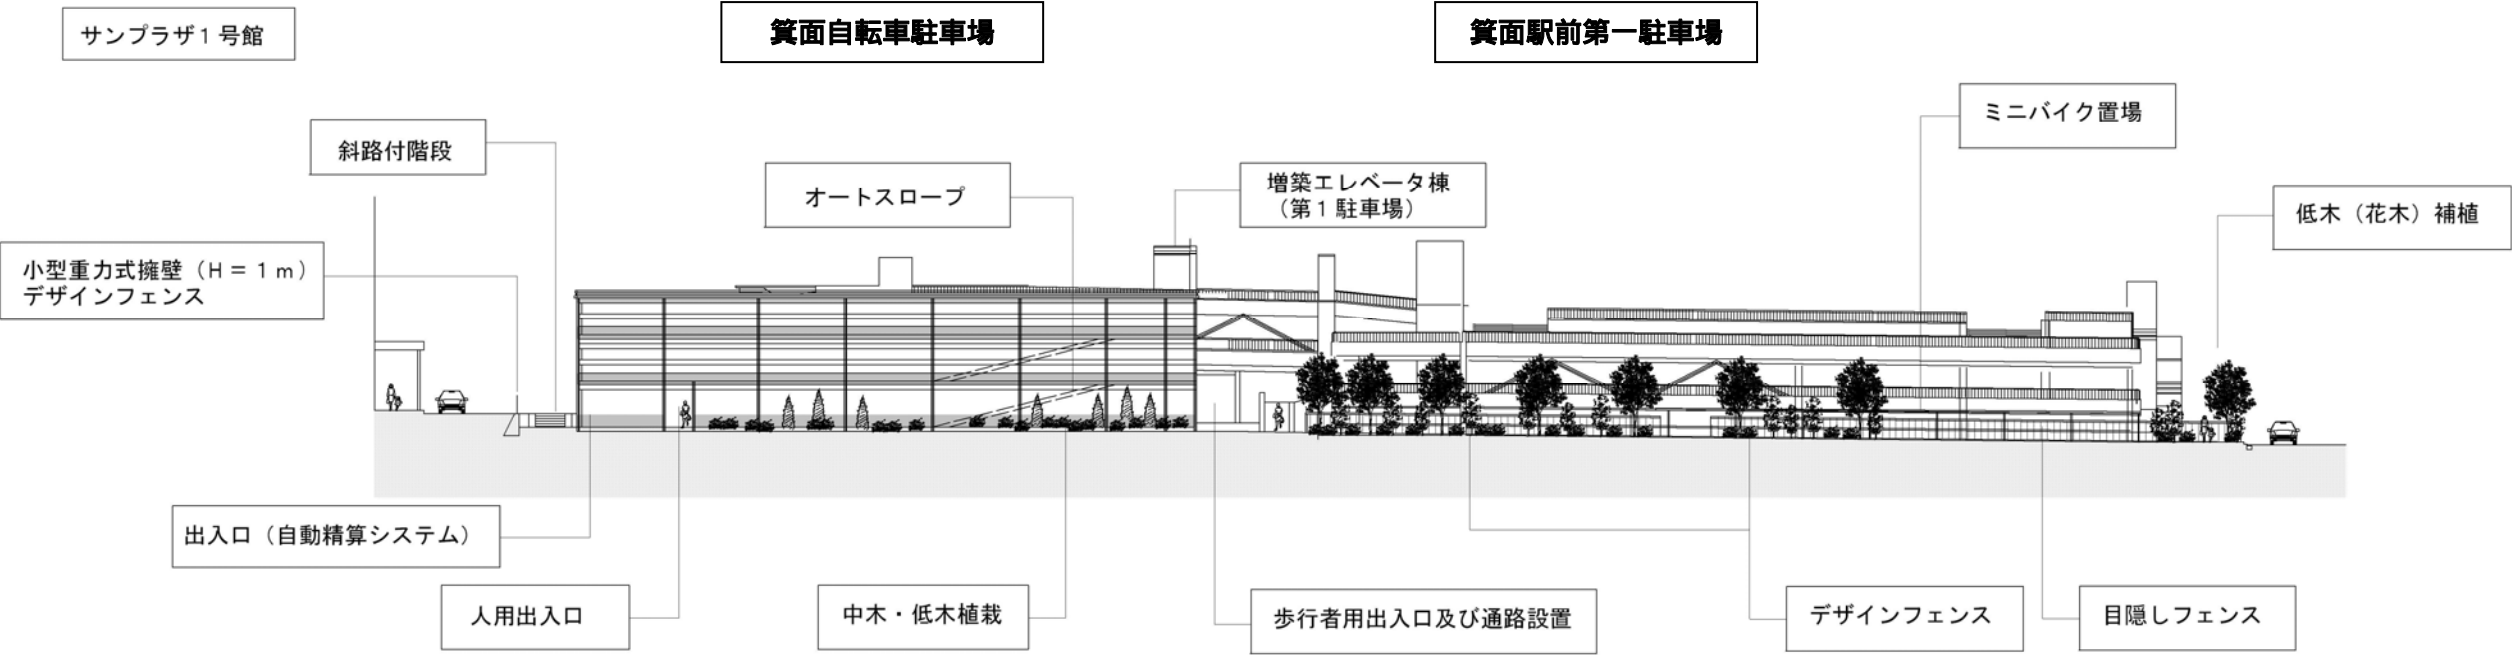 サンプラザ1号館
箕面自転車駐車場
箕面駅前第一駐車場
ミニバイク置場
斜路付階段
オートスロープ
増築エレベータ棟
（第1駐車場）
低木（花木）補植
小型重力式擁壁（H＝1m）
デザインフェンス
出入口（自動精算システム）
人用出入口
中木・低木植栽
歩行者用出入口及び通路設置
デザインフェンス
目隠しフェンス